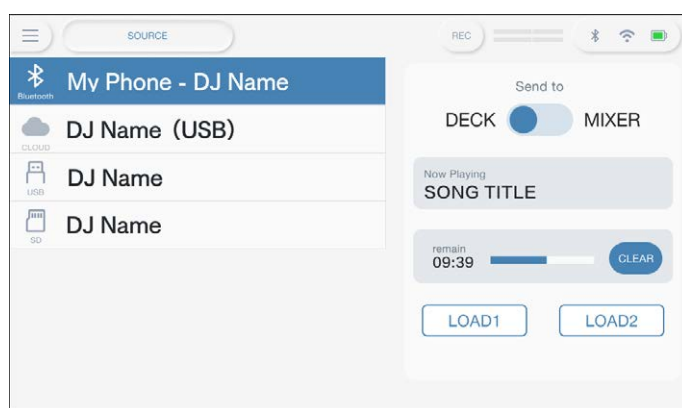 SOURCE
REC
Bluetooth
My Phone - DJ Name
CLOUD
DJ Name (USB)
USB
DJ Name
SD
DJ Name
Send to
DECK
MIXER
Now Playing
SONG TITLE
remain
09:39
CLEAR
LOAD1
LOAD2